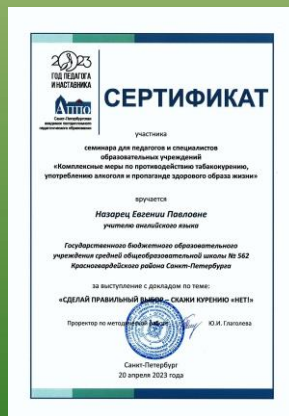 2023
ГОД ПЕДАГОГА
И НАСТАВНИКА
АППО
Санкт-Петербургская
академия постдипломного
педагогического образования
СЕРТИФИКАТ
участника
семинара для педагогов и специалистов
образовательных учреждений
«Комплексные меры по противодействию табакокурению,
употреблению алкоголя и пропаганде здорового образа жизни»
вручается
Назарец Евгении Павловне
учителю английского языка
Государственного бюджетного образовательного
учреждения средней общеобразовательной школы № 562
Красногвардейского района Санкт-Петербурга
за выступление с докладом по теме:
«СДЕЛАЙ ПРАВИЛЬНЫЙ ВЫБОР – СКАЖИ КУРЕНИЮ «НЕТ!»
Проректор по методической работе Ю.И. Глаголева
Санкт-Петербург
20 апреля 2023 года